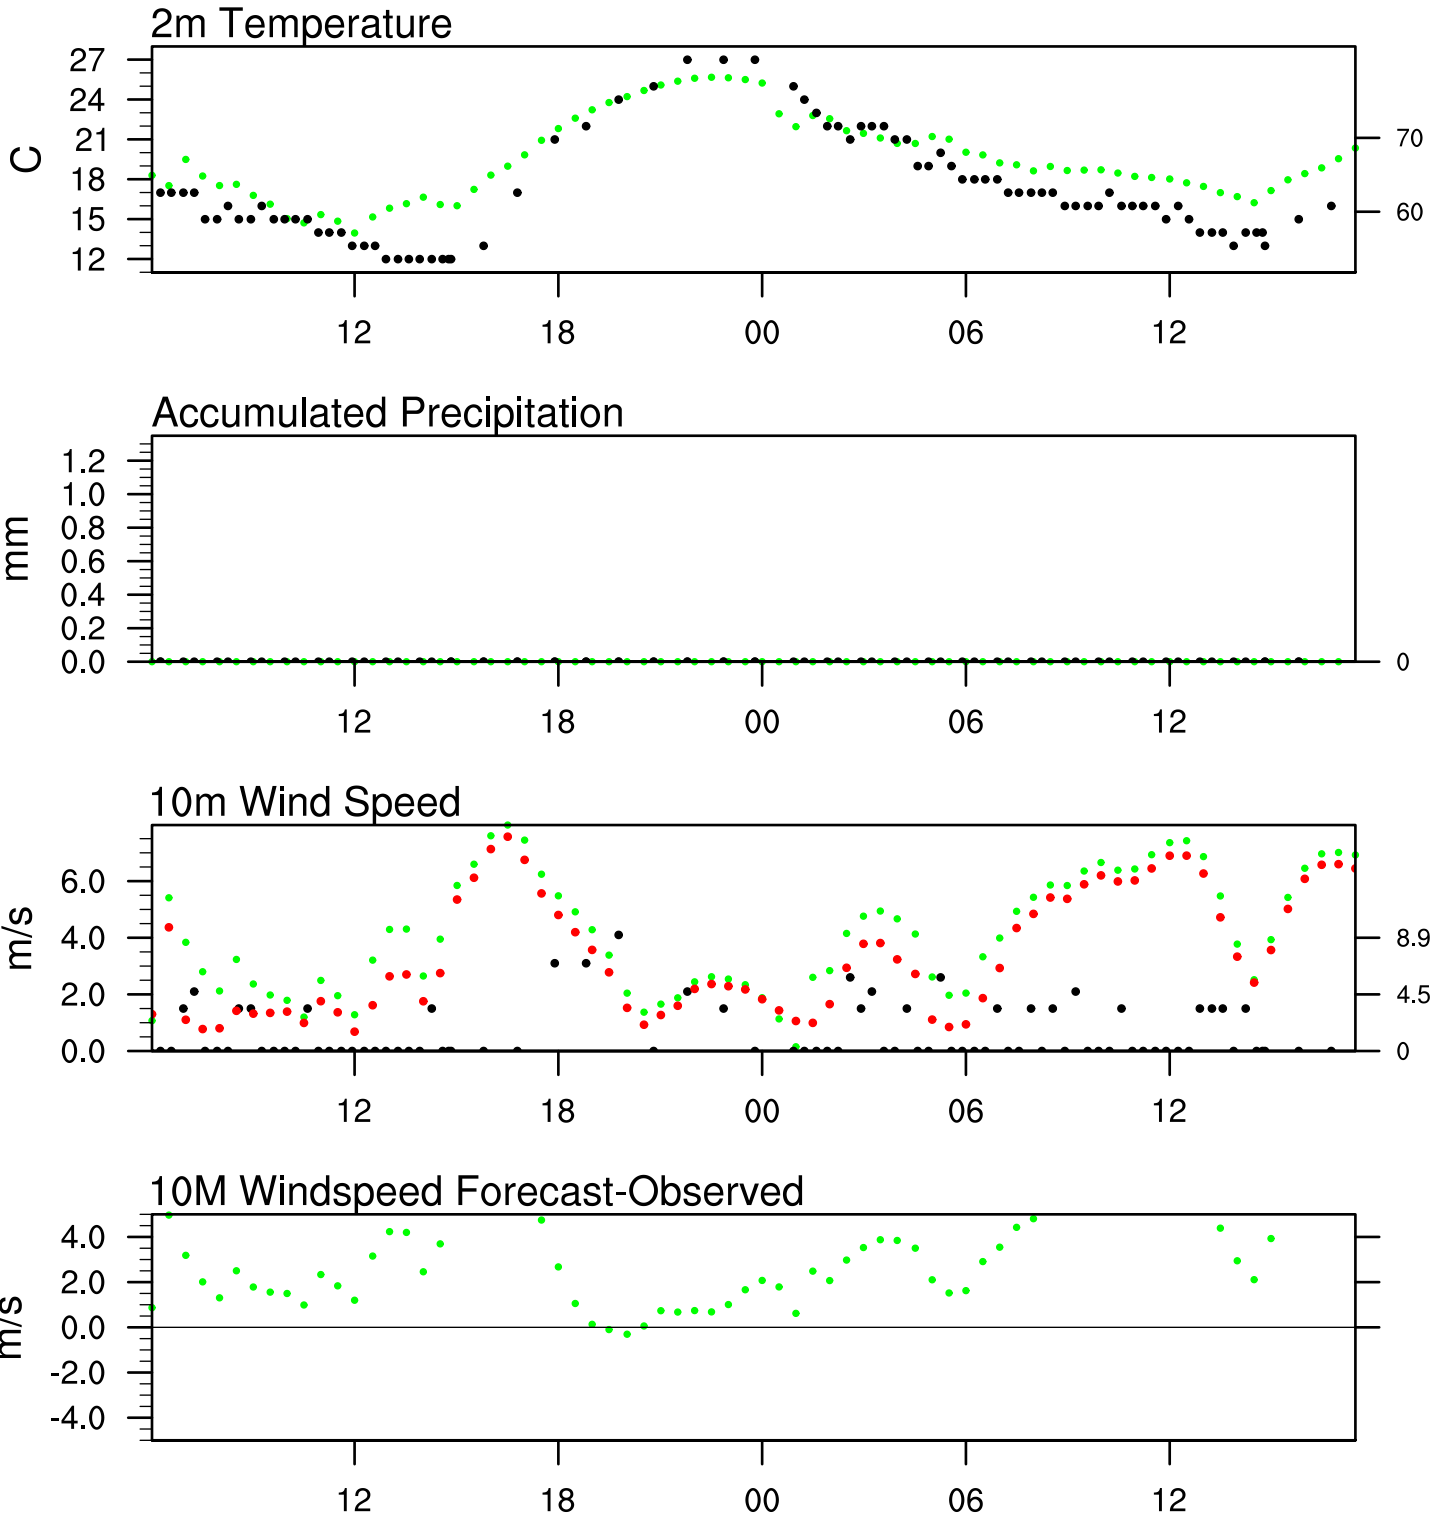 2m Temperature
27
24
21
18
15
12
C
70
60
12 18 00 06 12
Accumulated Precipitation
1.2
1.0
0.8
0.6
0.4
0.2
0.0
mm
0
12 18 00 06 12
10m Wind Speed
6.0
4.0
2.0
0.0
m/s
8.9
4.5
0
12 18 00 06 12
10M Windspeed Forecast-Observed
4.0
2.0
0.0
-2.0
-4.0
m/s
12 18 00 06 12